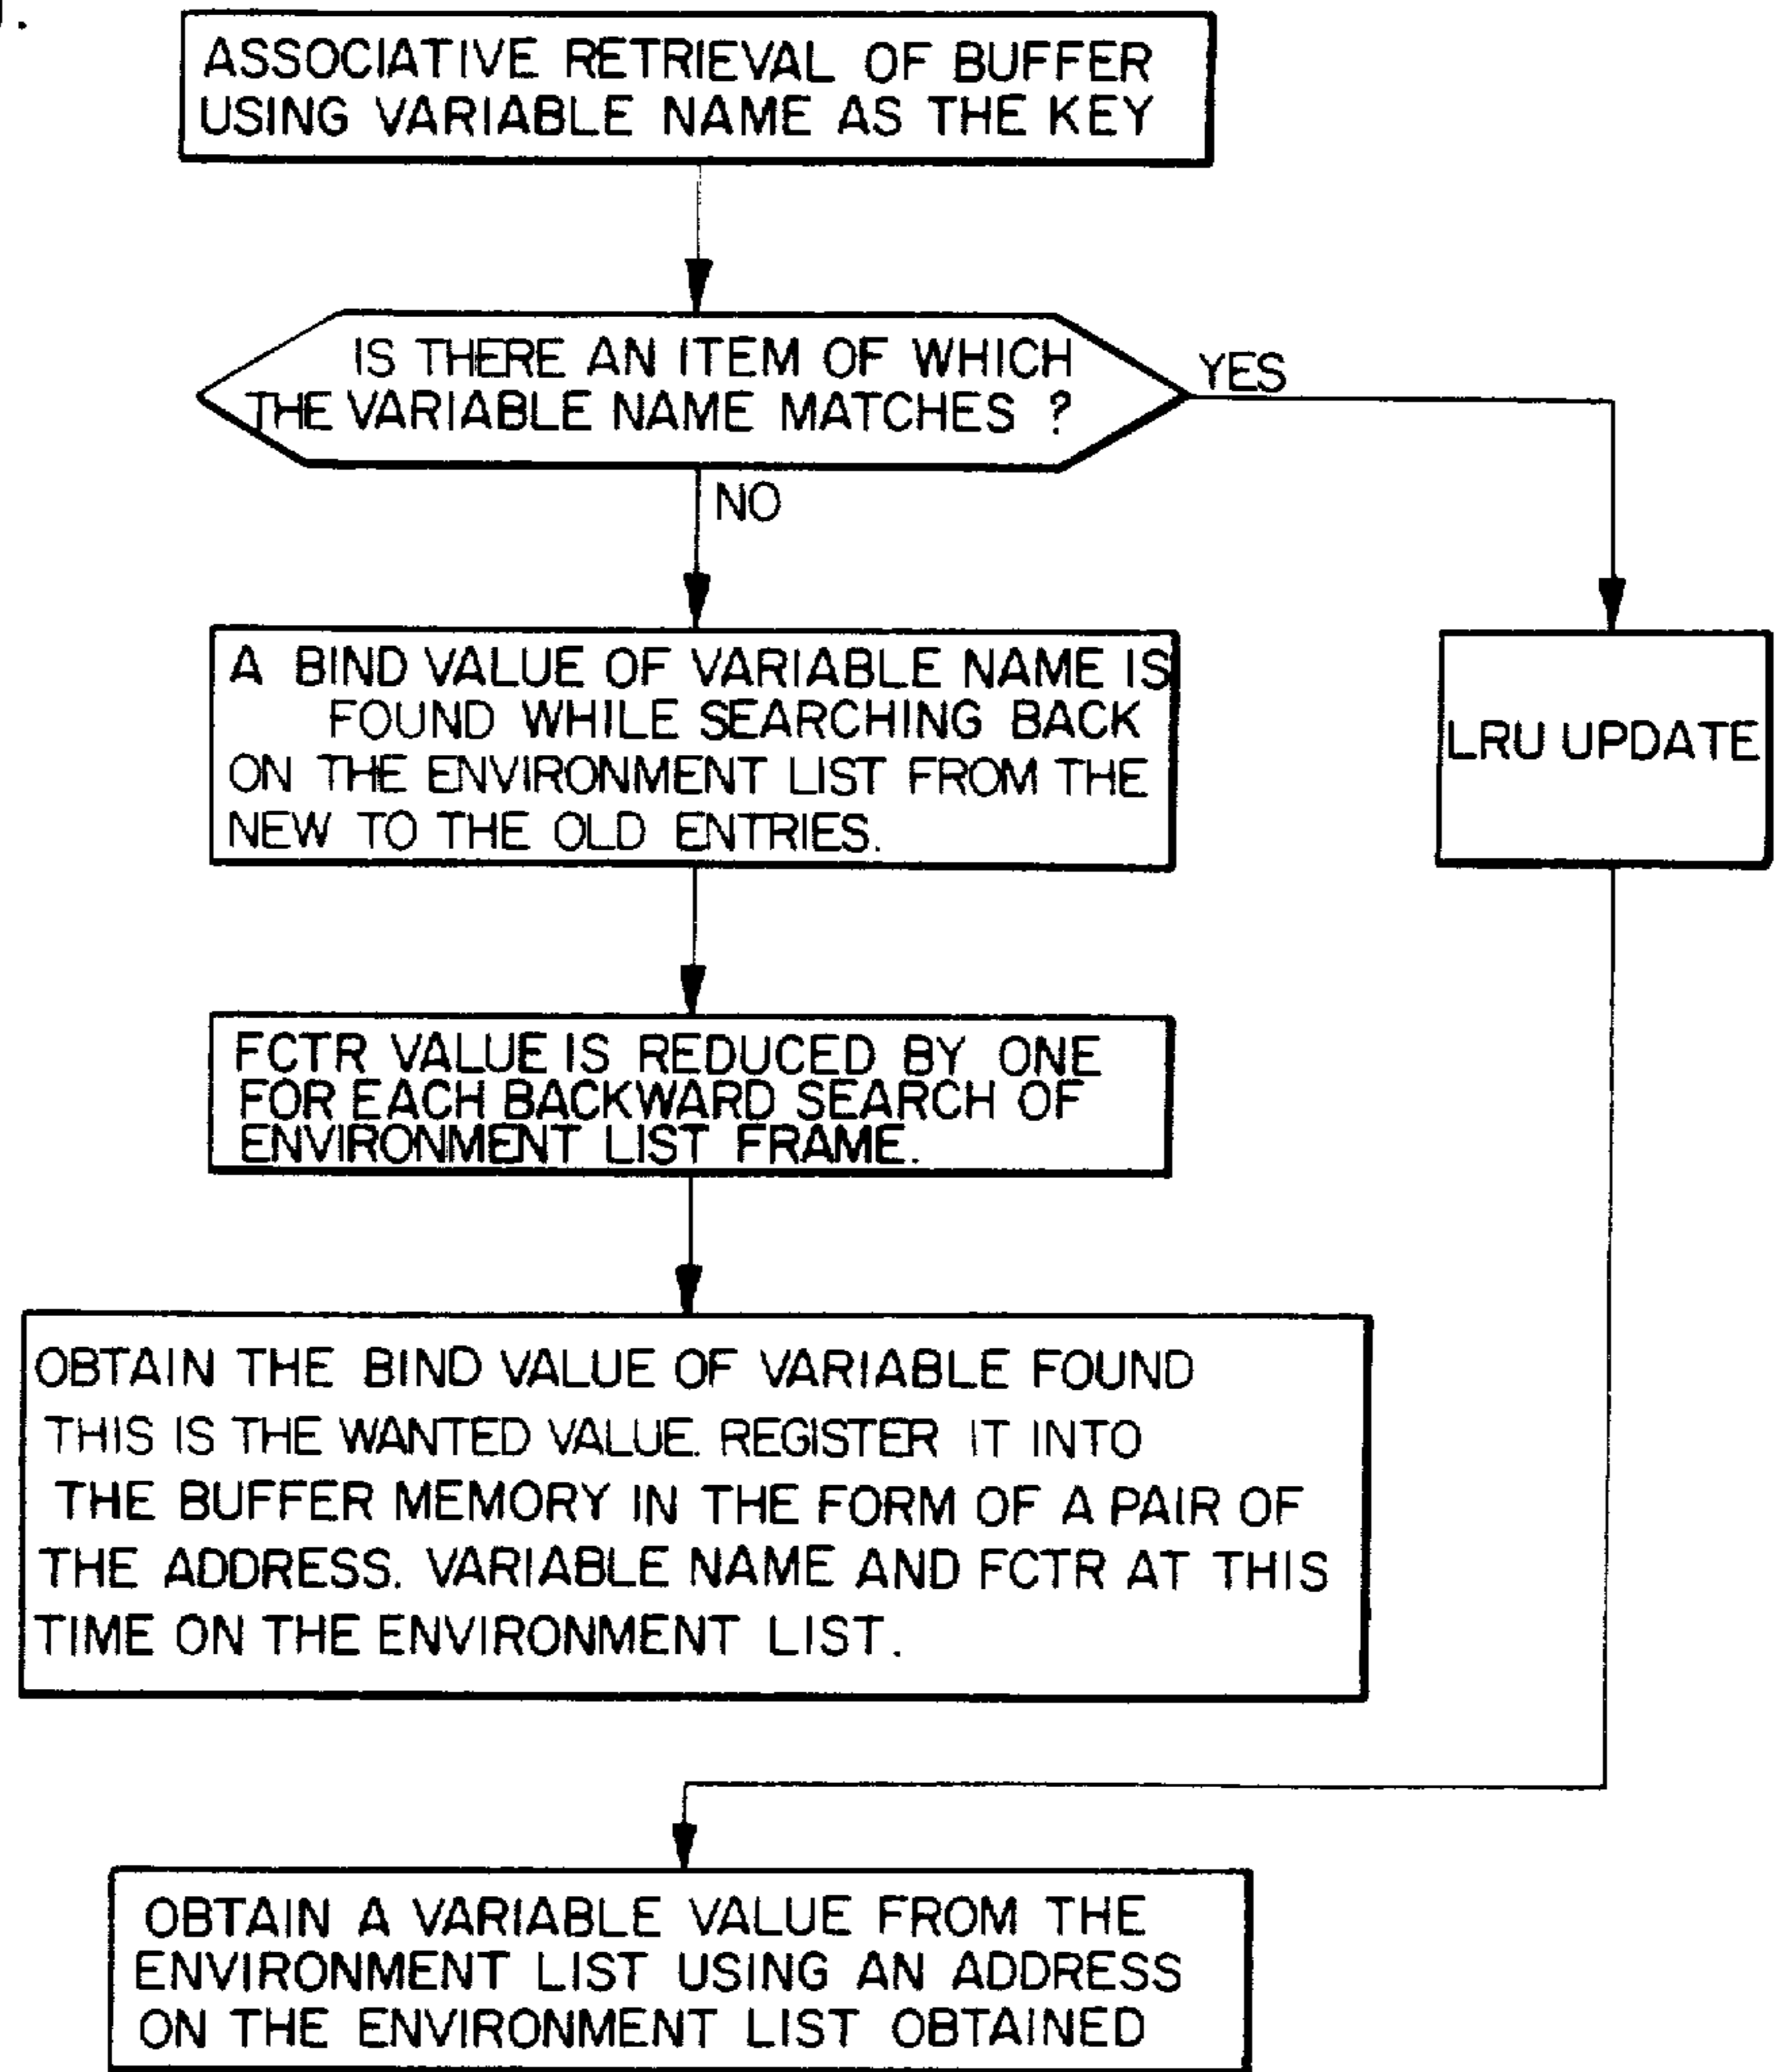 ASSOCIATIVE RETRIEVAL OF BUFFER
USING VARIABLE NAME AS THE KEY
IS THERE AN ITEM OF WHICH
THE VARIABLE NAME MATCHES ?
YES
NO
A BIND VALUE OF VARIABLE NAME IS
FOUND WHILE SEARCHING BACK
ON THE ENVIRONMENT LIST FROM THE
NEW TO THE OLD ENTRIES.
LRU UPDATE
FCTR VALUE IS REDUCED BY ONE
FOR EACH BACKWARD SEARCH OF
ENVIRONMENT LIST FRAME.
OBTAIN THE BIND VALUE OF VARIABLE FOUND
THIS IS THE WANTED VALUE. REGISTER IT INTO
THE BUFFER MEMORY IN THE FORM OF A PAIR OF
THE ADDRESS. VARIABLE NAME AND FCTR AT THIS
TIME ON THE ENVIRONMENT LIST.
OBTAIN A VARIABLE VALUE FROM THE
ENVIRONMENT LIST USING AN ADDRESS
ON THE ENVIRONMENT LIST OBTAINED